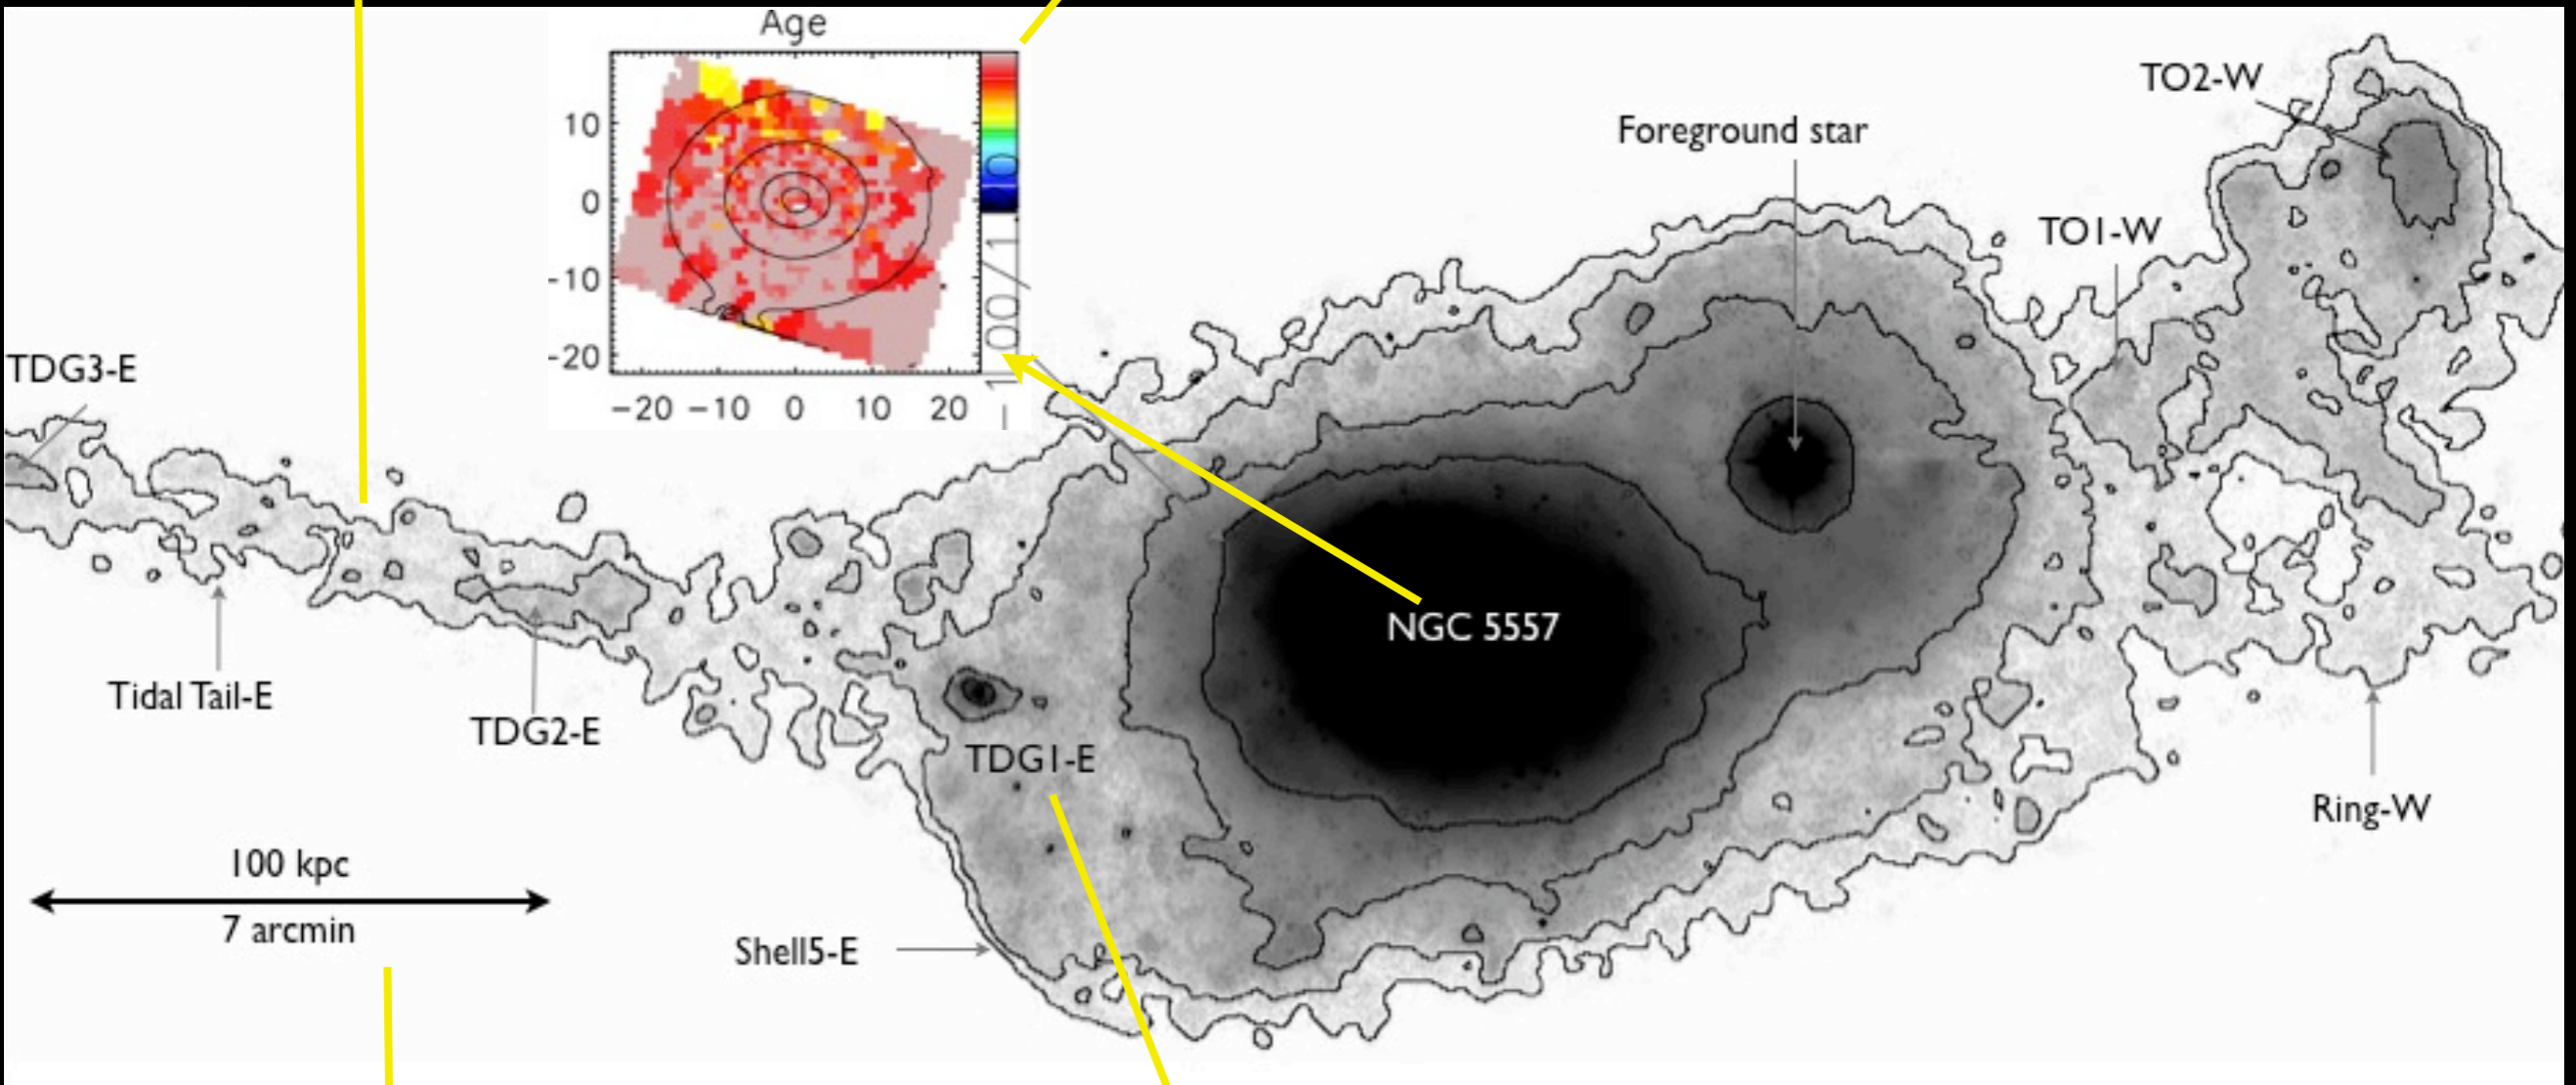 Age
10
0
-10
-20
-20 -10 0 10 20
TO2-W
Foreground star
TO1-W
TDG3-E
NGC 5557
Tidal Tail-E
TDG2-E
TDG1-E
Ring-W
100 kpc
7 arcmin
Shell5-E